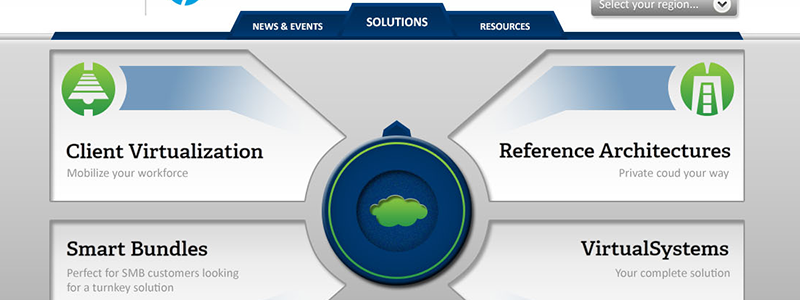 Select your region...
NEWS & EVENTS
SOLUTIONS
RESOURCES
Client Virtualization
Mobilize your workforce
Reference Architectures
Private coud your way
Smart Bundles
Perfect for SMB customers looking
for a turnkey solution
VirtualSystems
Your complete solution